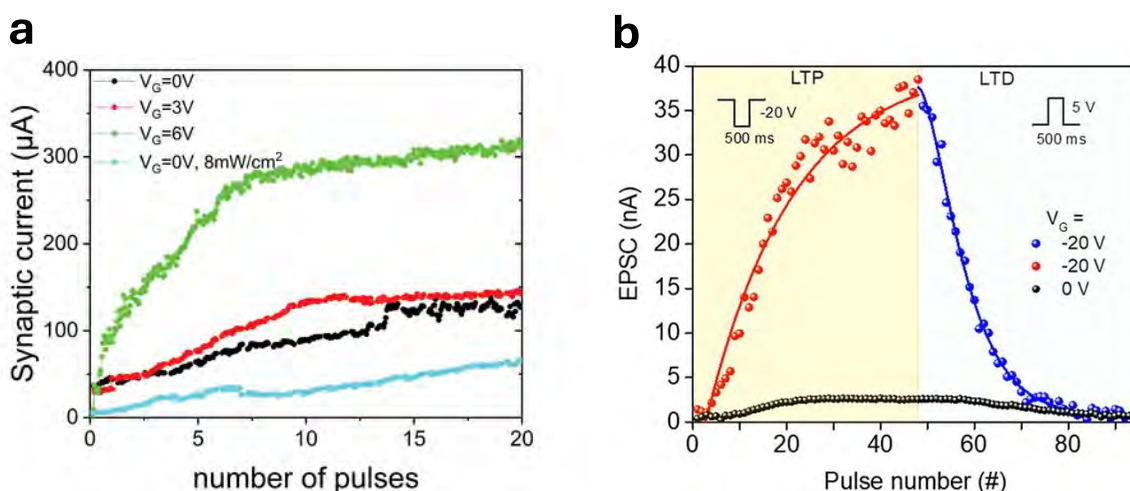 a
400
300
200
100
0
Synaptic current (µA)
V_G=0V
V_G=3V
V_G=6V
V_G=0V, 8mW/cm²
0 5 10 15 20
number of pulses
b
40
35
30
25
20
15
10
5
0
EPSC (nA)
LTP LTD
-20 V
500 ms
5 V
500 ms
V_G =
-20 V
-20 V
0 V
0 20 40 60 80
Pulse number (#)